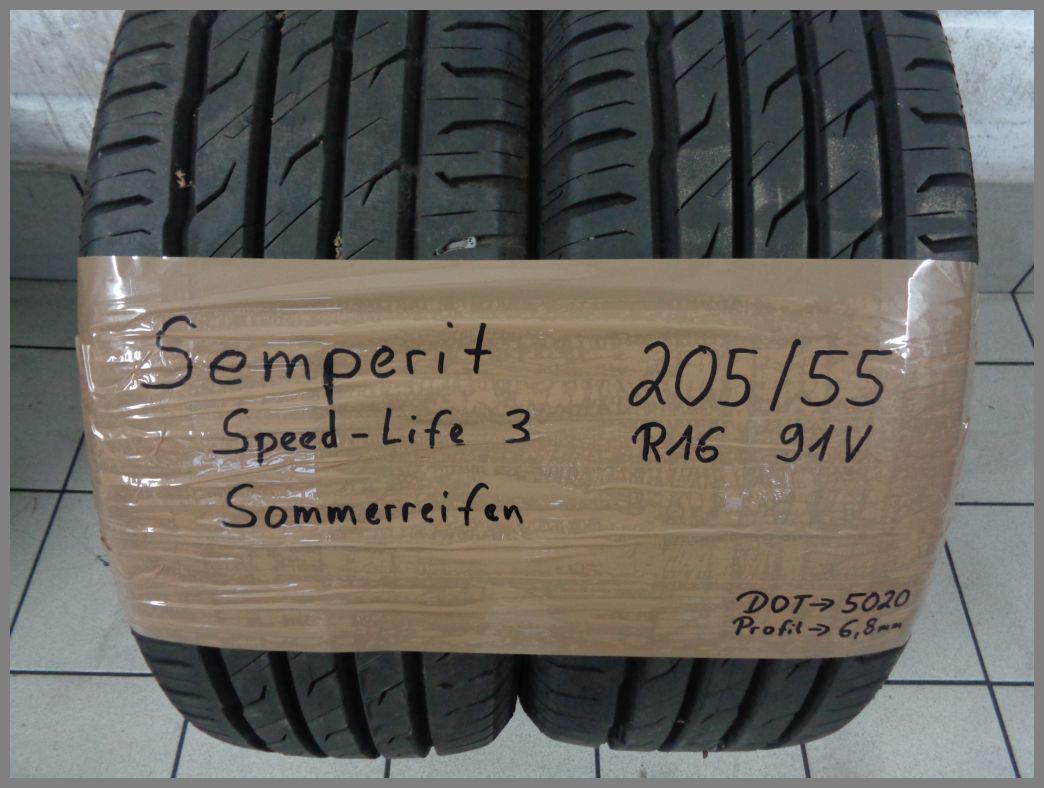 Semperit
Speed-Life 3
Sommerreifen
205/55
R16 91V
DOT→5020
Profil→6,8mm